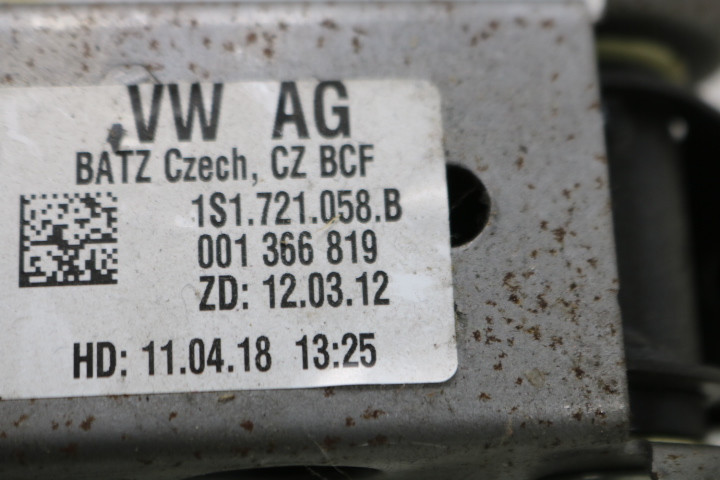 VW AG
BATZ Czech, CZ BCF
1S1.721.058.B
001 366 819
ZD: 12.03.12
HD: 11.04.18 13:25